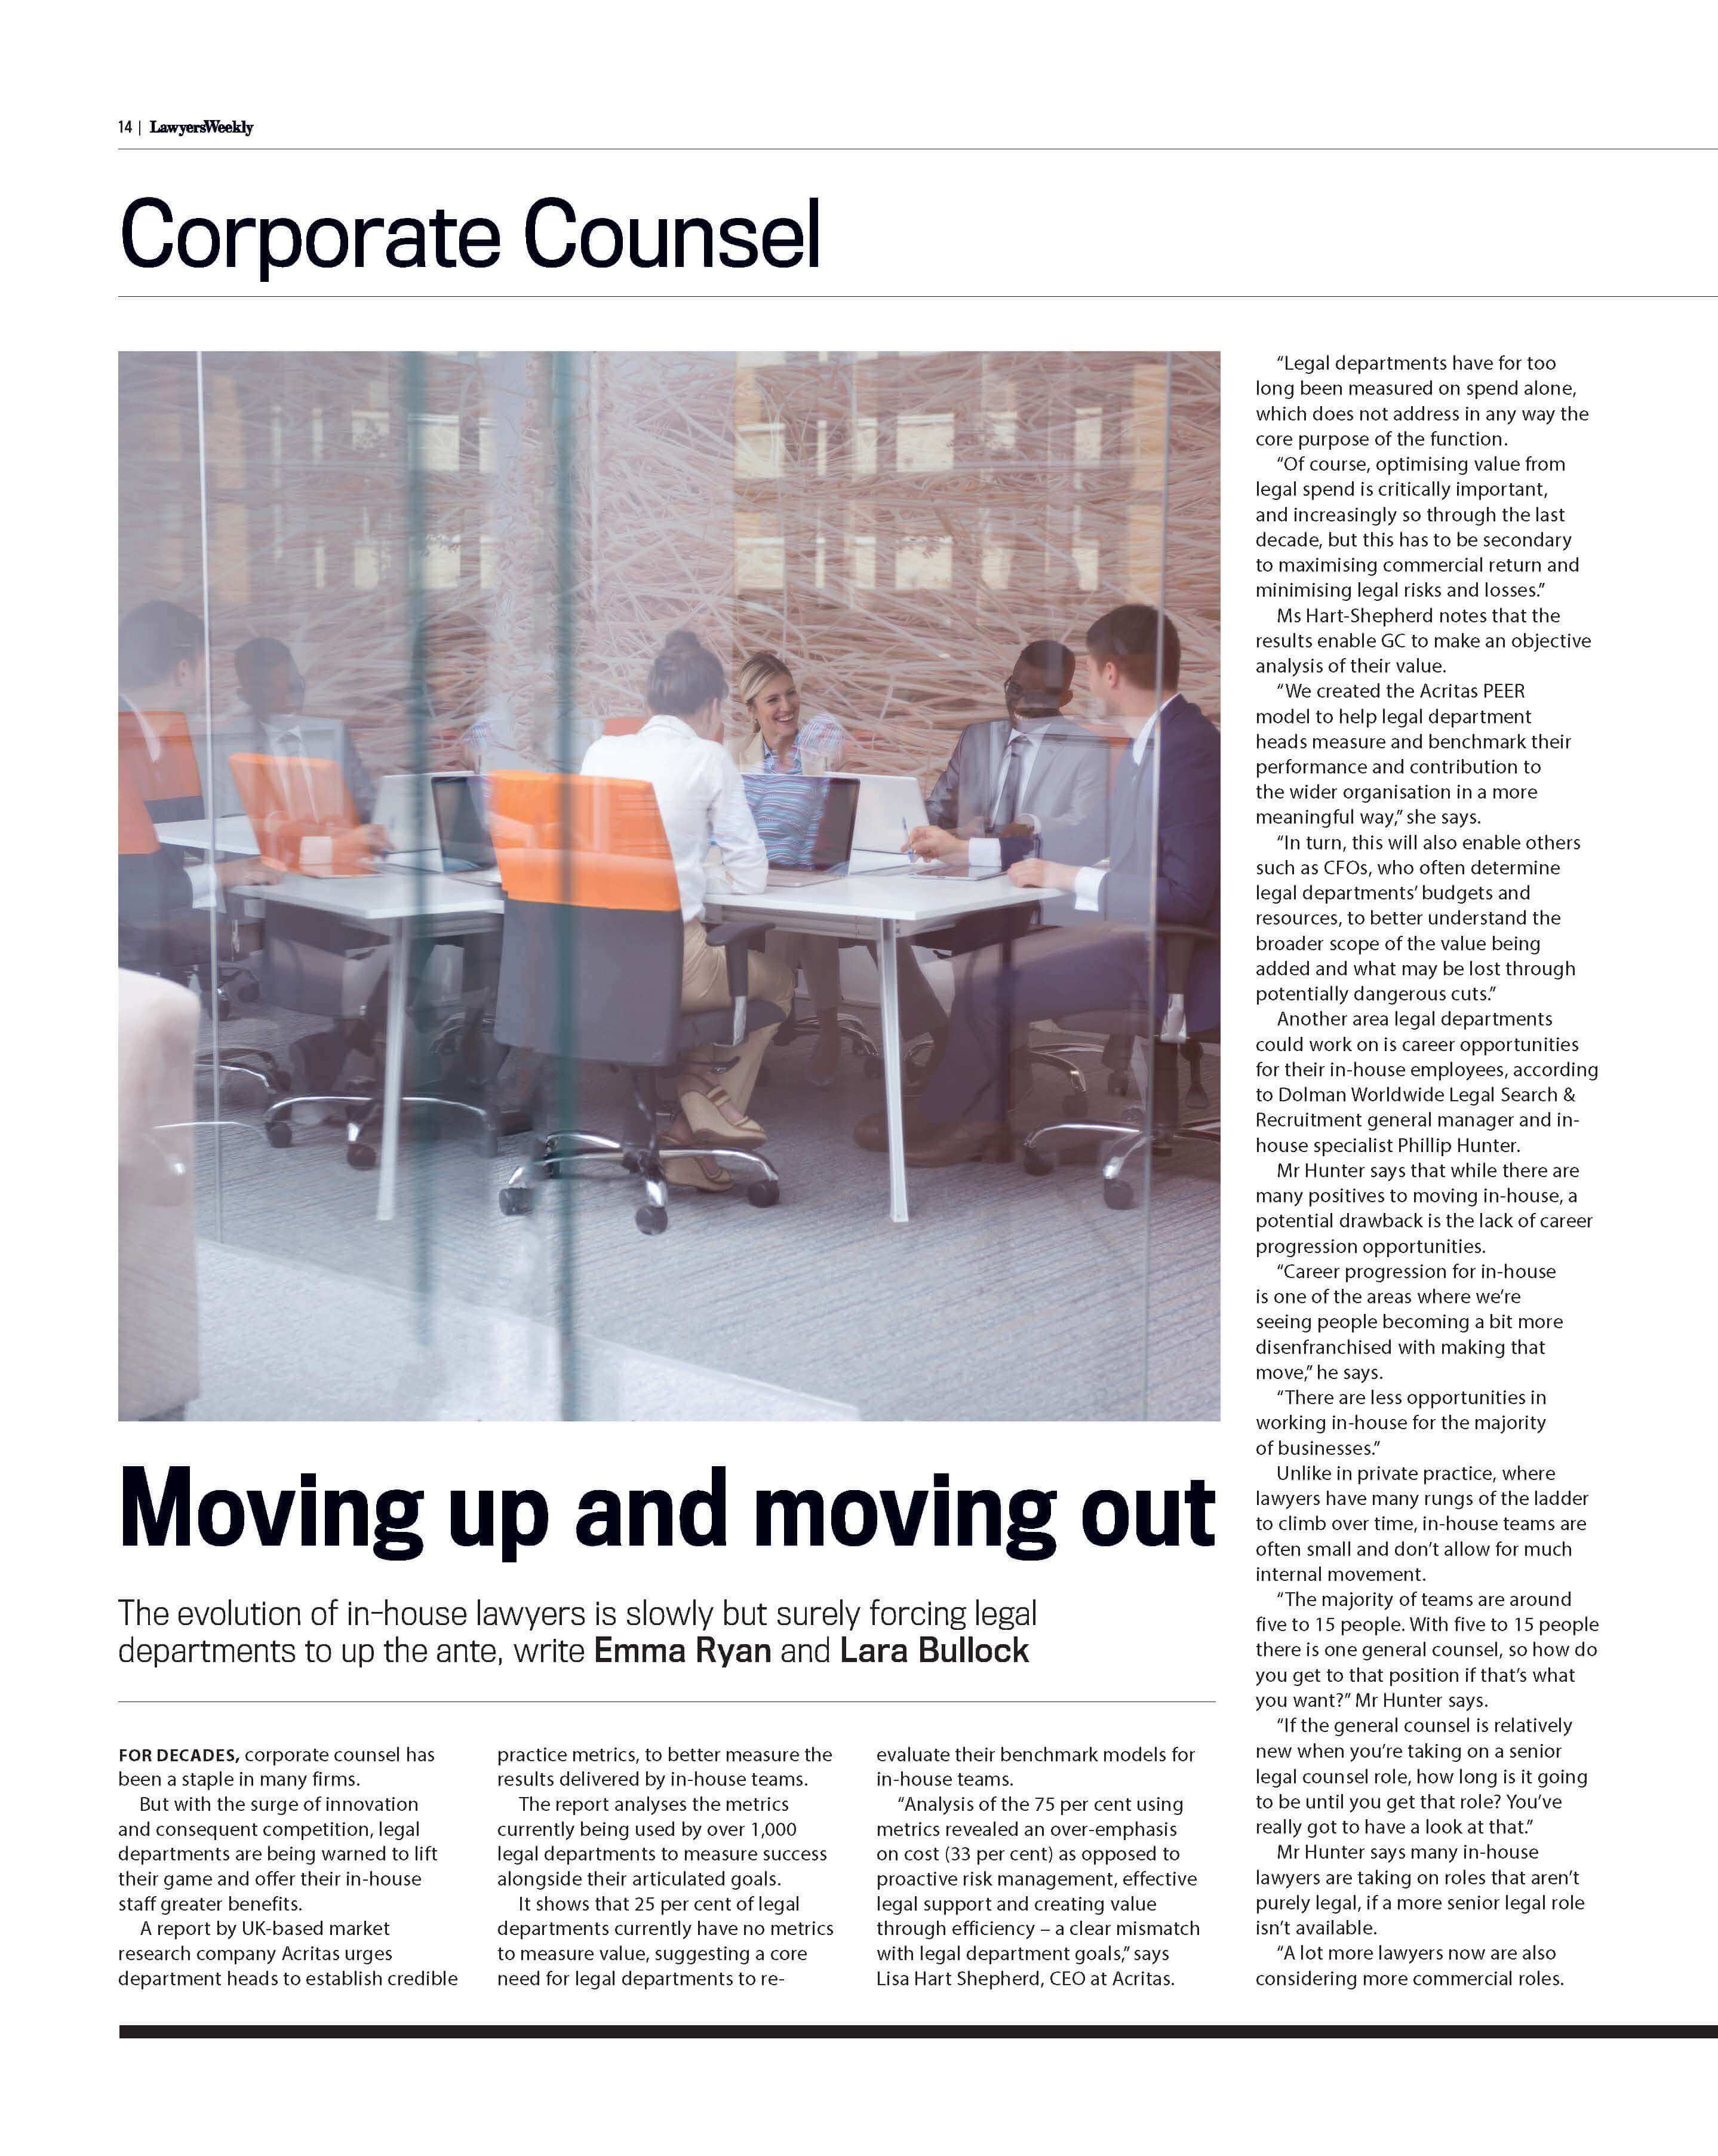 14 | LawyersWeekly
Corporate Counsel
Moving up and moving out
The evolution of in-house lawyers is slowly but surely forcing legal
departments to up the ante, write Emma Ryan and Lara Bullock
FOR DECADES, corporate counsel has
been a staple in many firms.
But with the surge of innovation
and consequent competition, legal
departments are being warned to lift
their game and offer their in-house
staff greater benefits.
A report by UK-based market
research company Acritas urges
department heads to establish credible
practice metrics, to better measure the
results delivered by in-house teams.
The report analyses the metrics
currently being used by over 1,000
legal departments to measure success
alongside their articulated goals.
It shows that 25 per cent of legal
departments currently have no metrics
to measure value, suggesting a core
need for legal departments to re-
evaluate their benchmark models for
in-house teams.
“Analysis of the 75 per cent using
metrics revealed an over-emphasis
on cost (33 per cent) as opposed to
proactive risk management, effective
legal support and creating value
through efficiency – a clear mismatch
with legal department goals,” says
Lisa Hart Shepherd, CEO at Acritas.
“Legal departments have for too
long been measured on spend alone,
which does not address in any way the
core purpose of the function.
“Of course, optimising value from
legal spend is critically important,
and increasingly so through the last
decade, but this has to be secondary
to maximising commercial return and
minimising legal risks and losses.”
Ms Hart-Shepherd notes that the
results enable GC to make an objective
analysis of their value.
“We created the Acritas PEER
model to help legal department
heads measure and benchmark their
performance and contribution to
the wider organisation in a more
meaningful way,” she says.
“In turn, this will also enable others
such as CFOs, who often determine
legal departments’ budgets and
resources, to better understand the
broader scope of the value being
added and what may be lost through
potentially dangerous cuts.”
Another area legal departments
could work on is career opportunities
for their in-house employees, according
to Dolman Worldwide Legal Search &
Recruitment general manager and in-
house specialist Phillip Hunter.
Mr Hunter says that while there are
many positives to moving in-house, a
potential drawback is the lack of career
progression opportunities.
“Career progression for in-house
is one of the areas where we’re
seeing people becoming a bit more
disenfranchised with making that
move,” he says.
“There are less opportunities in
working in-house for the majority
of businesses.”
Unlike in private practice, where
lawyers have many rungs of the ladder
to climb over time, in-house teams are
often small and don’t allow for much
internal movement.
“The majority of teams are around
five to 15 people. With five to 15 people
there is one general counsel, so how do
you get to that position if that’s what
you want?” Mr Hunter says.
“If the general counsel is relatively
new when you’re taking on a senior
legal counsel role, how long is it going
to be until you get that role? You’ve
really got to have a look at that.”
Mr Hunter says many in-house
lawyers are taking on roles that aren’t
purely legal, if a more senior legal role
isn’t available.
“A lot more lawyers now are also
considering more commercial roles.